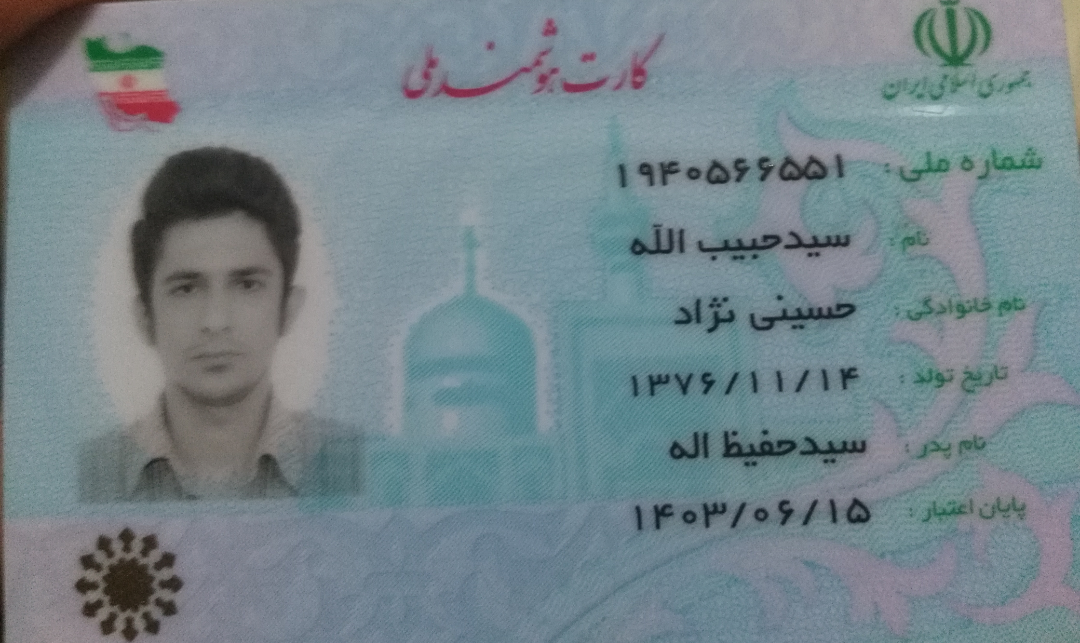 کارت هوشمند ملی
جمهوری اسلامی ایران
شماره ملی : ۱۹۴۰۵۶۶۵۵۱
نام : سیدحبیب الله
نام خانوادگی : حسینی نژاد
تاریخ تولد : ۱۳۷۶/۱۱/۱۴
نام پدر : سیدحفیظ اله
پایان اعتبار : ۱۴۰۳/۰۶/۱۵